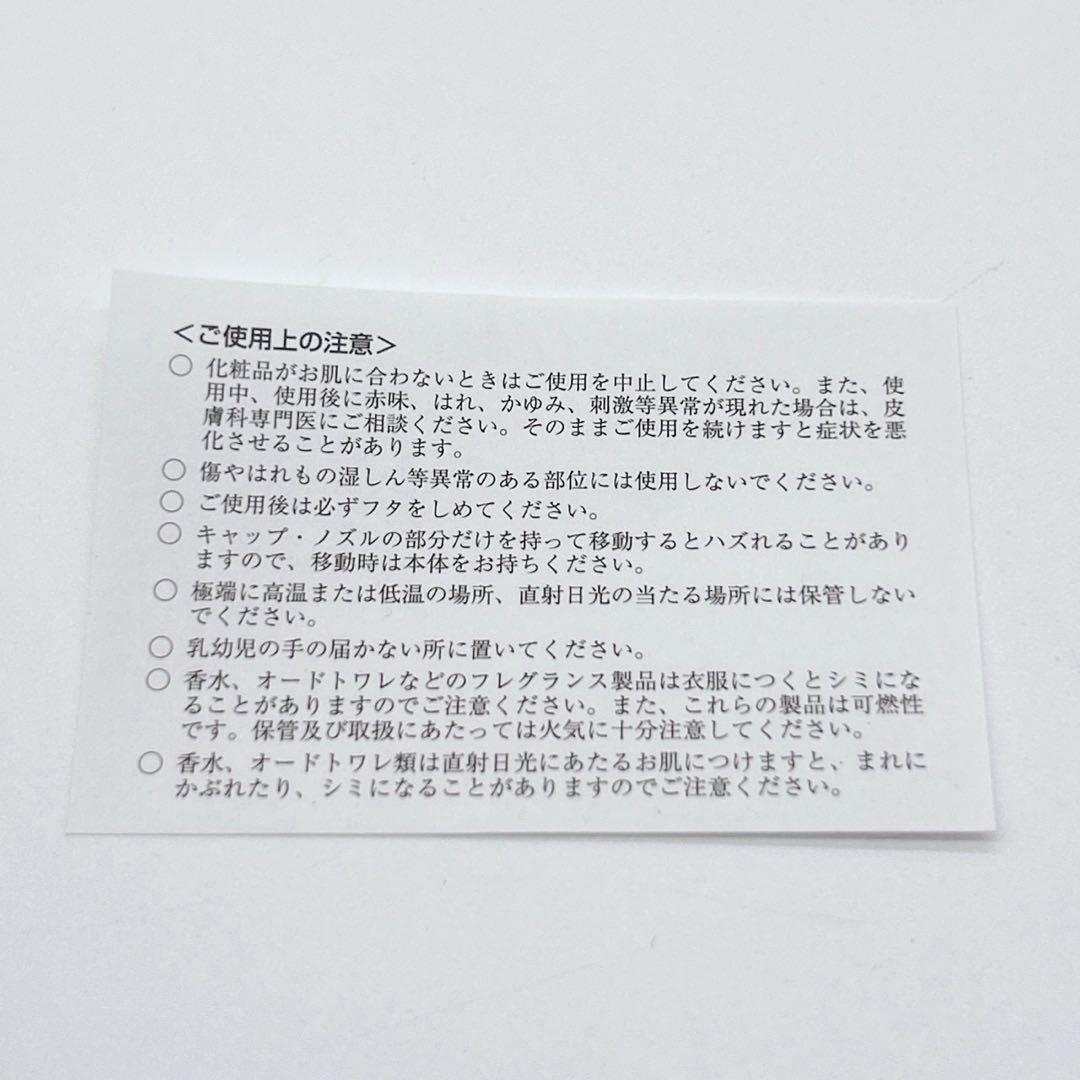 ＜ご使用上の注意＞
○ 化粧品がお肌に合わないときはご使用を中止してください。また、使
用中、使用後に赤味、はれ、かゆみ、刺激等異常が現れた場合は、皮
膚科専門医にご相談ください。そのままご使用を続けますと症状を悪
化させることがあります。
○ 傷やはれもの湿しん等異常のある部位には使用しないでください。
○ ご使用後は必ずフタをしめてください。
○ キャップ・ノズルの部分だけを持って移動するとハズれることがあり
ますので、移動時は本体をお持ちください。
○ 極端に高温または低温の場所、直射日光の当たる場所には保管しない
でください。
○ 乳幼児の手の届かない所に置いてください。
○ 香水、オードトワレなどのフレグランス製品は衣服につくとシミにな
ることがありますのでご注意ください。また、これらの製品は可燃性
です。保管及び取扱にあたっては火気に十分注意してください。
○ 香水、オードトワレ類は直射日光にあたるお肌につけますと、まれに
かぶれたり、シミになることがありますのでご注意ください。